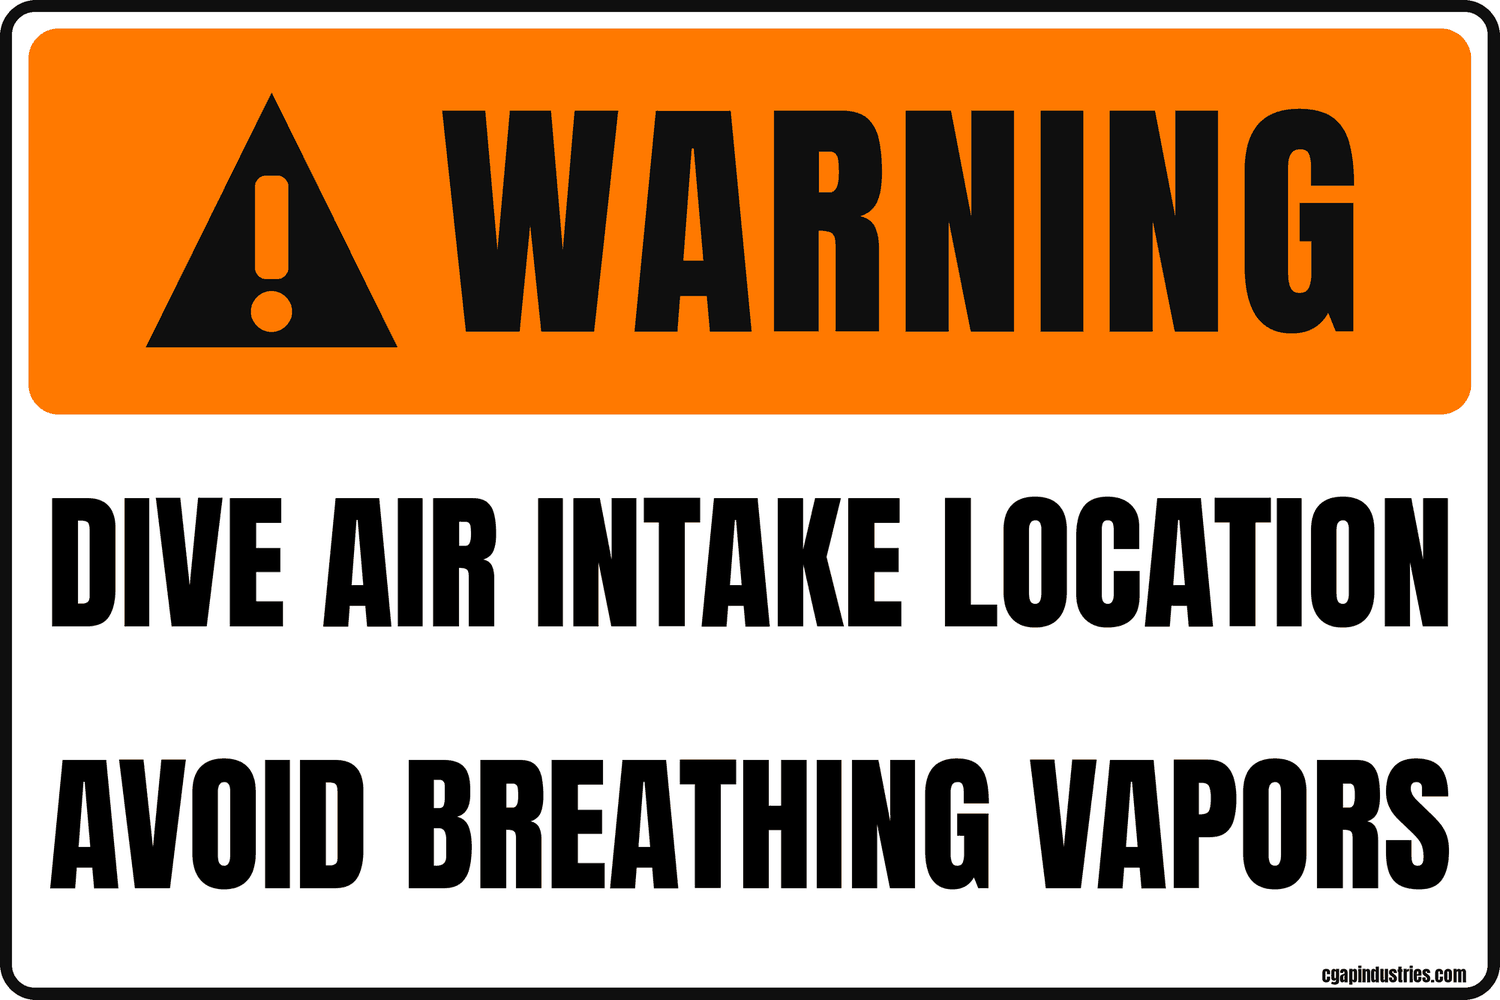 WARNING
DIVE AIR INTAKE LOCATION
AVOID BREATHING VAPORS
cgapindustries.com